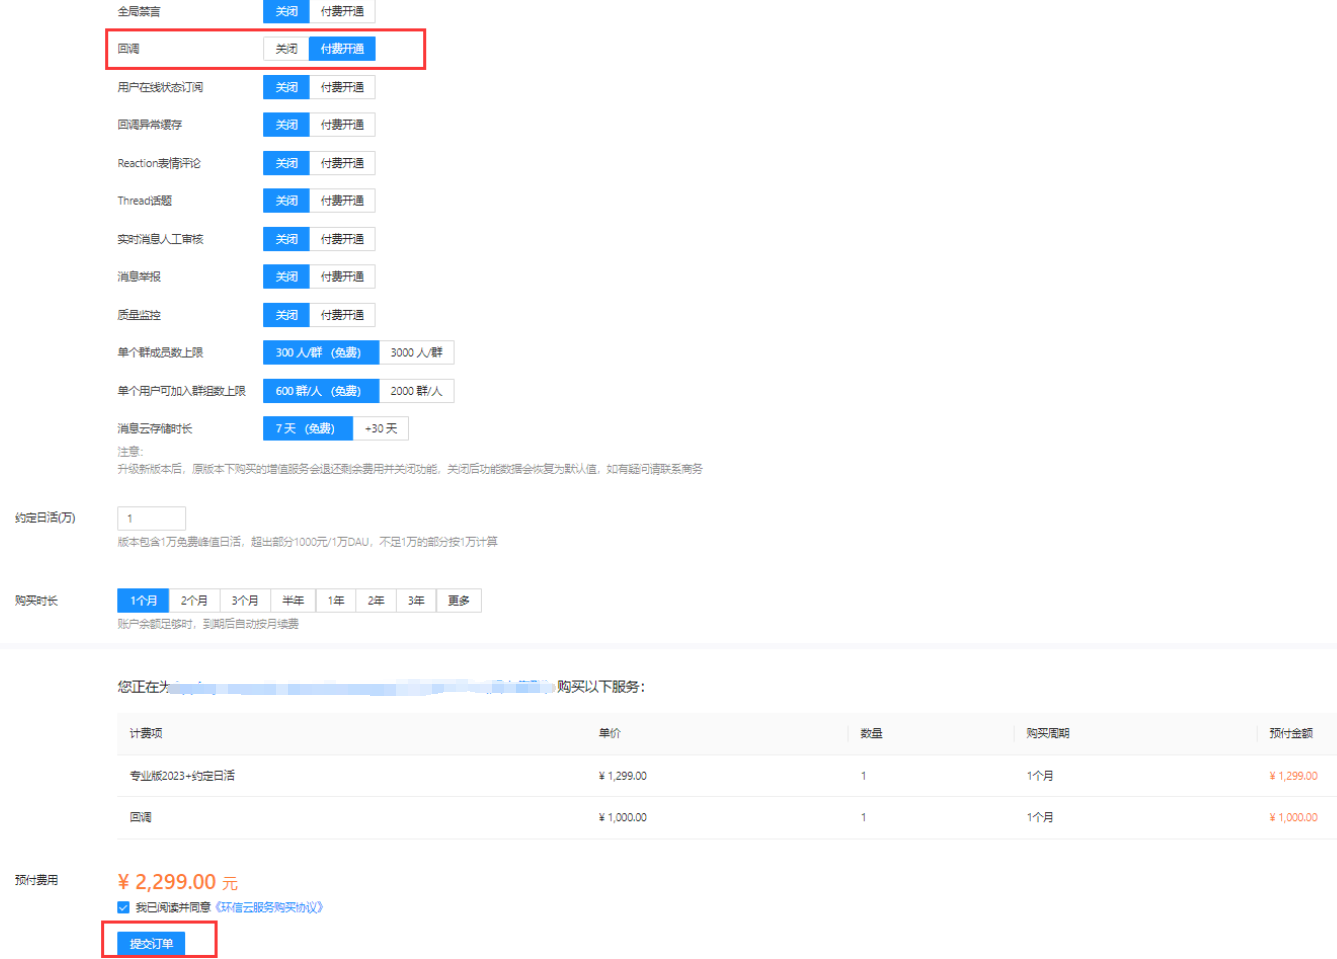 全局禁言 关闭 付费开通
回调 关闭 付费开通
用户在线状态订阅 关闭 付费开通
回调异常缓存 关闭 付费开通
Reaction表情评论 关闭 付费开通
Thread话题 关闭 付费开通
实时消息人工审核 关闭 付费开通
消息举报 关闭 付费开通
质量监控 关闭 付费开通
单个群成员数上限 300 人/群 (免费) 3000 人/群
单个用户可加入群组数上限 600 群/人 (免费) 2000 群/人
消息云存储时长 7 天 (免费) +30 天
注意：
升级新版本后，原版本下购买的增值服务会退还剩余费用并关闭功能，关闭后功能数据会恢复为默认值，如有疑问请联系商务
约定日活(万) 1
版本包含1万免费峰值日活，超出部分1000元/1万DAU，不足1万的部分按1万计算
购买时长 1个月 2个月 3个月 半年 1年 2年 3年 更多
账户余额足够时，到期后自动按月续费
您正在为 购买以下服务：
计费项 单价 数量 购买周期 预付金额
专业版2023+约定日活 ¥ 1,299.00 1 1个月 ¥ 1,299.00
回调 ¥ 1,000.00 1 1个月 ¥ 1,000.00
预付费用 ¥ 2,299.00 元
我已阅读并同意《环信云服务购买协议》
提交订单